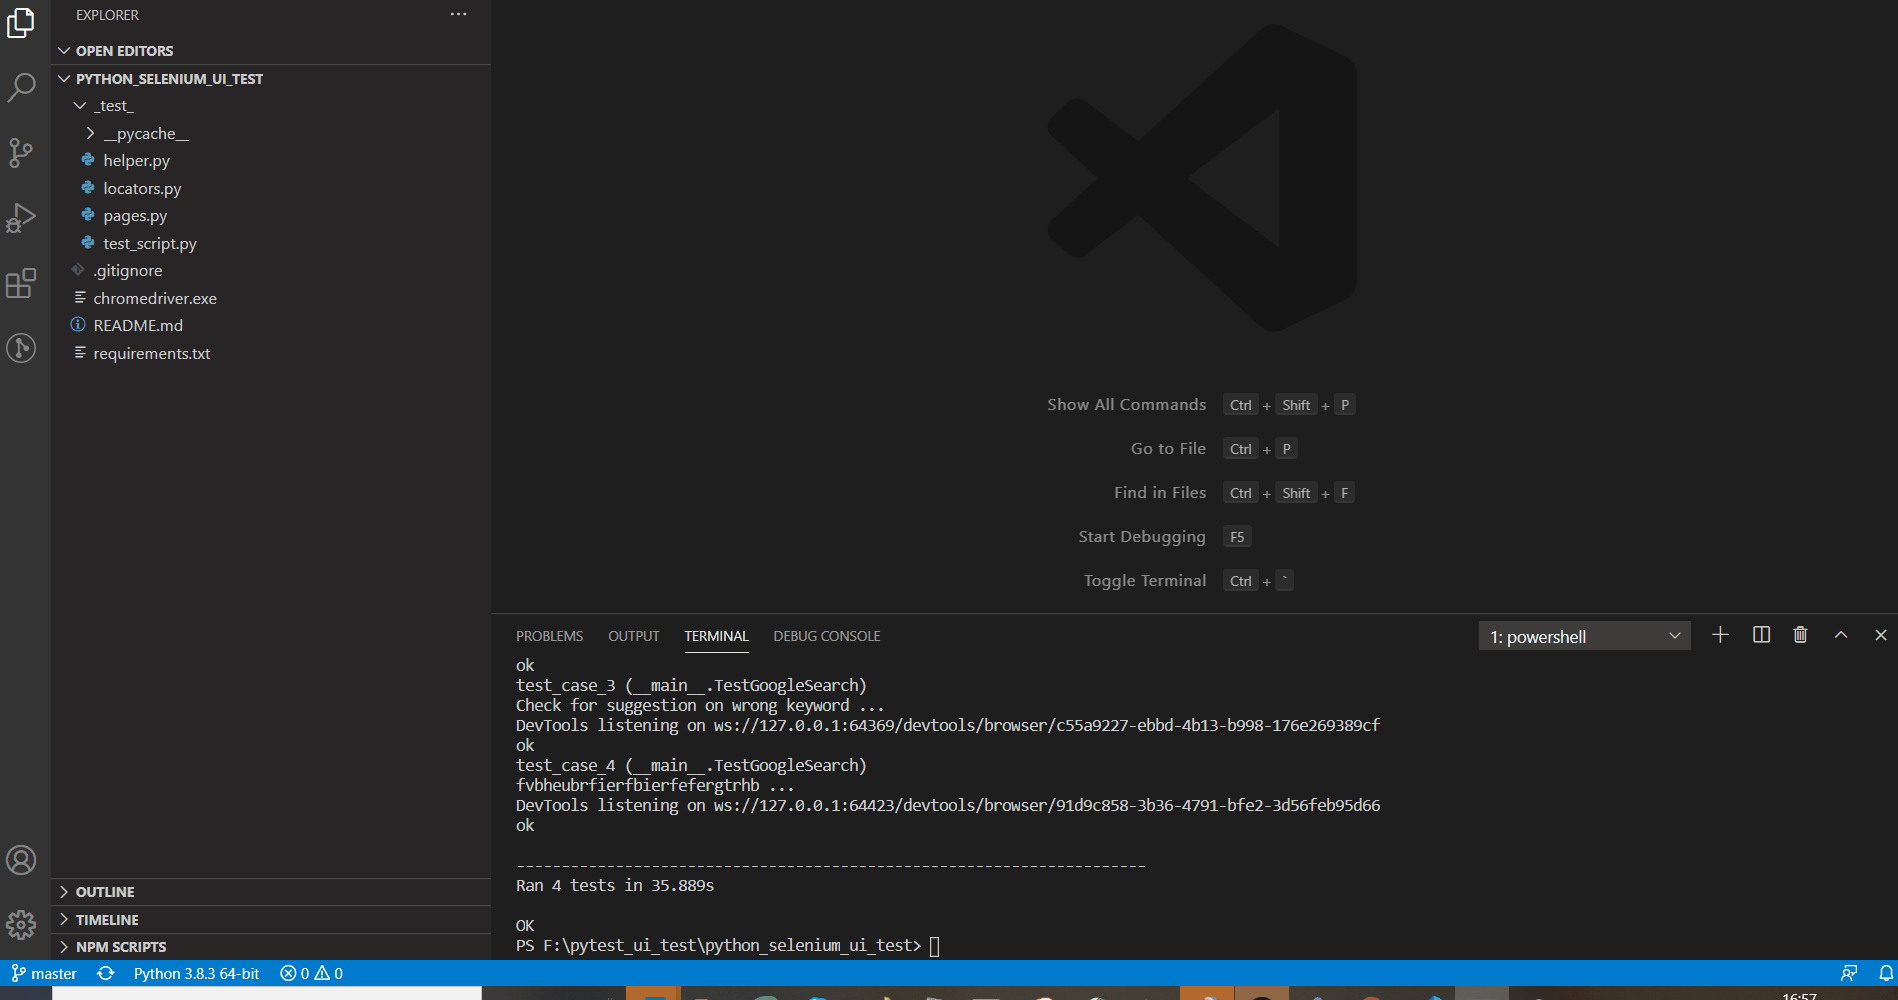 EXPLORER
OPEN EDITORS
PYTHON_SELENIUM_UI_TEST
_test_
__pycache__
helper.py
locators.py
pages.py
test_script.py
.gitignore
chromedriver.exe
README.md
requirements.txt
OUTLINE
TIMELINE
NPM SCRIPTS
Show All Commands Ctrl + Shift + P
Go to File Ctrl + P
Find in Files Ctrl + Shift + F
Start Debugging F5
Toggle Terminal Ctrl + `
PROBLEMS OUTPUT TERMINAL DEBUG CONSOLE 1: powershell
ok
test_case_3 (__main__.TestGoogleSearch)
Check for suggestion on wrong keyword ...
DevTools listening on ws://127.0.0.1:64369/devtools/browser/c55a9227-ebbd-4b13-b998-176e269389cf
ok
test_case_4 (__main__.TestGoogleSearch)
fvbheubrfierfbierfefergtrhb ...
DevTools listening on ws://127.0.0.1:64423/devtools/browser/91d9c858-3b36-4791-bfe2-3d56feb95d66
ok
----------------------------------------------------------------------
Ran 4 tests in 35.889s
OK
PS F:\pytest_ui_test\python_selenium_ui_test>
master Python 3.8.3 64-bit 0 0
16:57